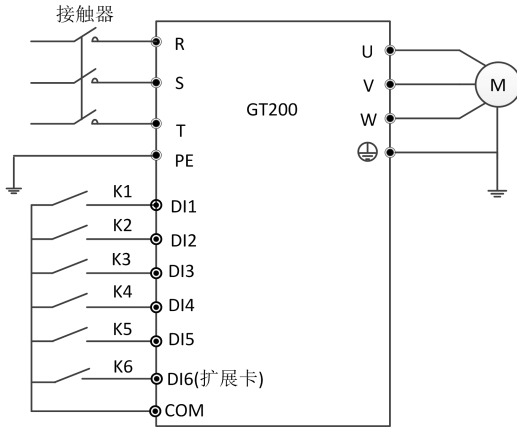 接触器
R
U
S
V
M
GT200
T
W
PE
K1
DI1
K2
DI2
K3
DI3
K4
DI4
K5
DI5
K6
DI6(扩展卡)
COM